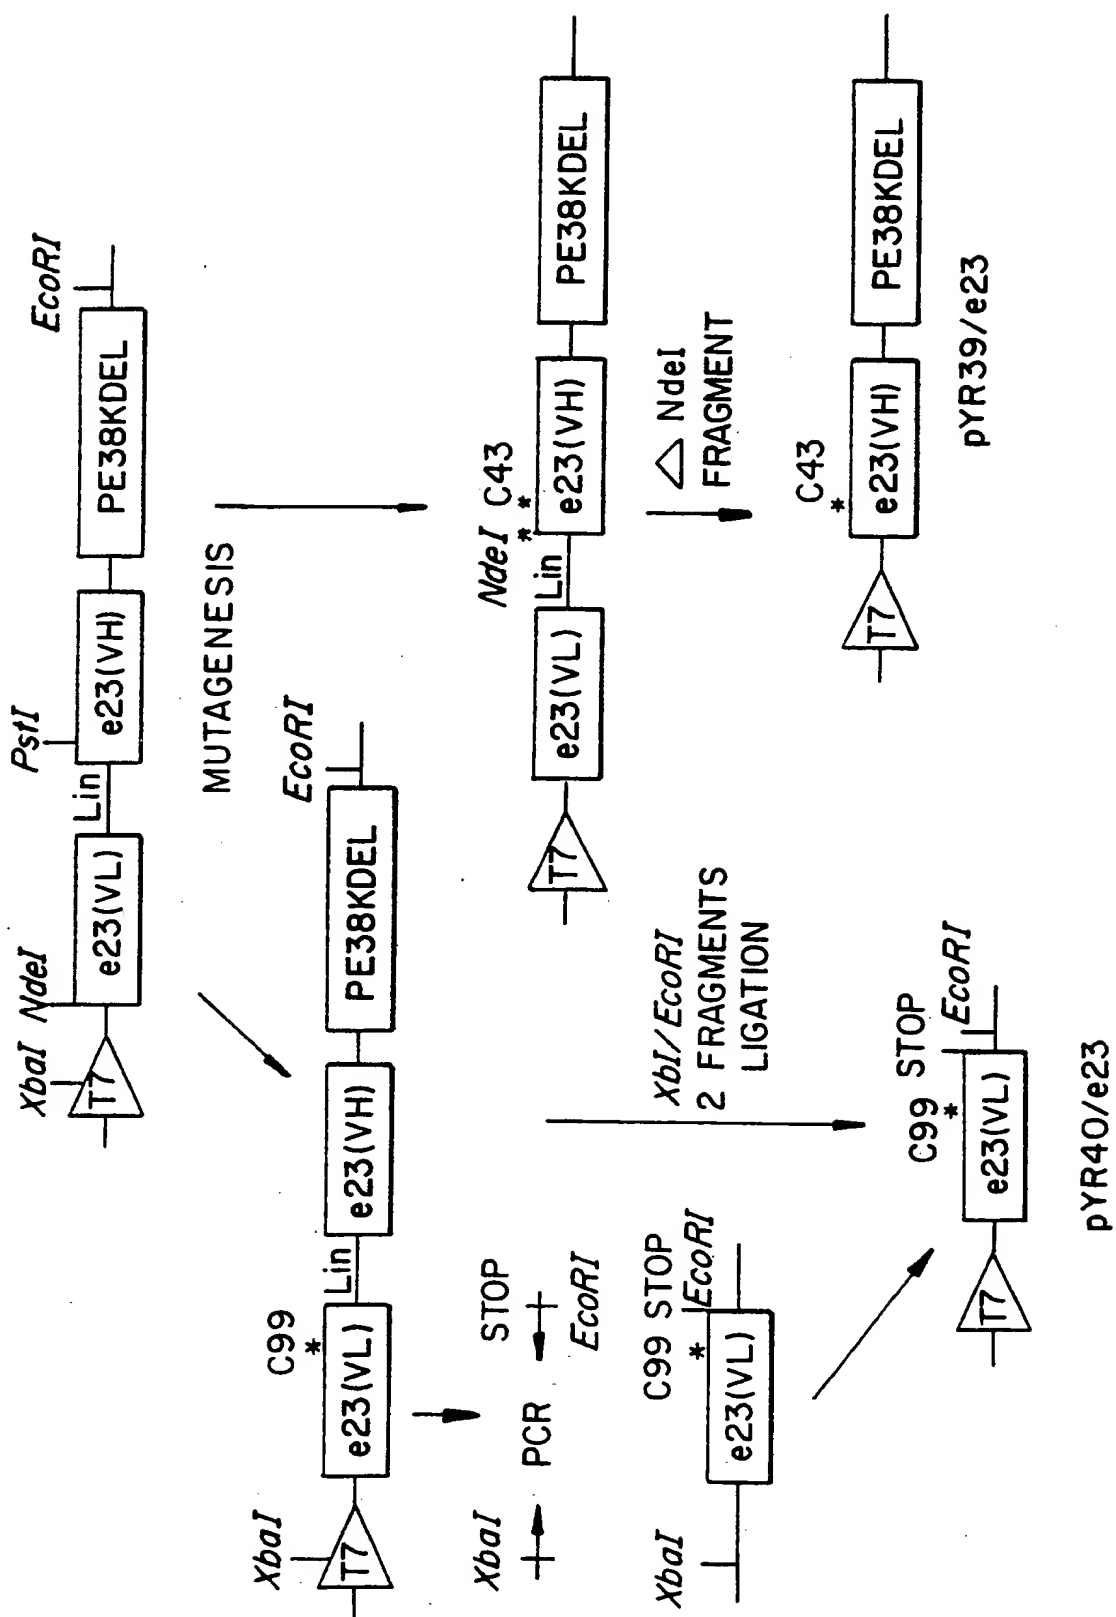 XbaI NdeI PstI EcoRI
T7 e23(VL) Lin e23(VH) PE38KDEL
MUTAGENESIS
XbaI C99 EcoRI
*
T7 e23(VL) Lin e23(VH) PE38KDEL
NdeI C43
* *
T7 e23(VL) Lin e23(VH) PE38KDEL
XbaI PCR STOP
EcoRI
XbI/EcoRI
2 FRAGMENTS
LIGATION
△ NdeI
FRAGMENT
XbaI C99 STOP
* EcoRI
e23(VL)
C99 STOP
* EcoRI
T7 e23(VL)
pYR40/e23
C43
*
T7 e23(VH) PE38KDEL
pYR39/e23